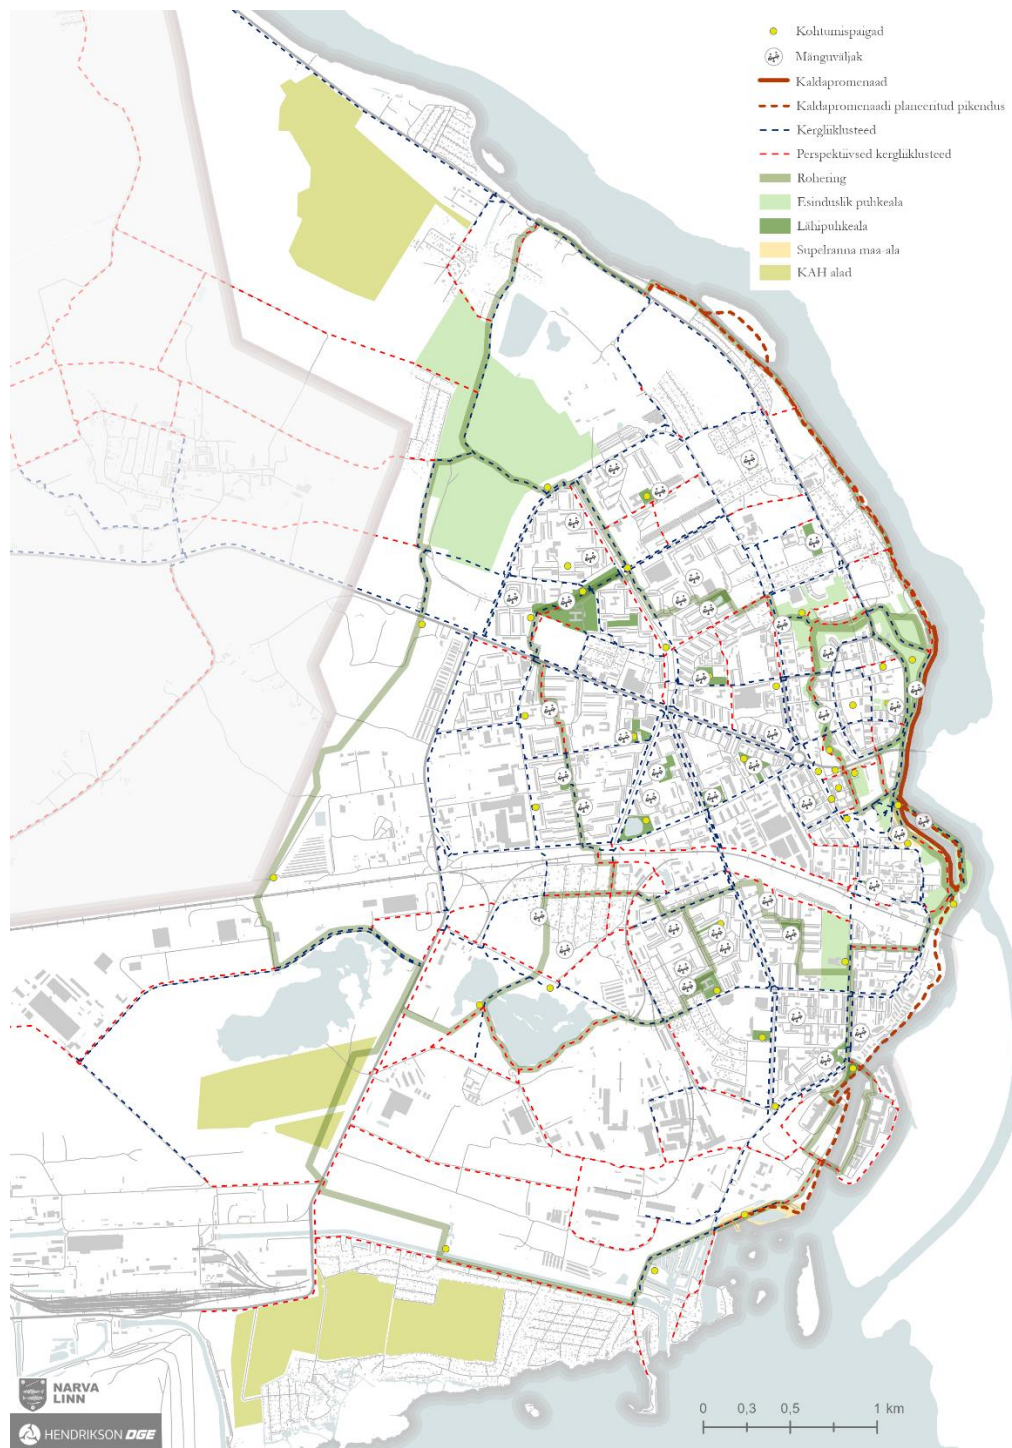 Kohtumispaigad
Mänguväljak
Kaldapromenaad
Kaldapromenaadi planeeritud pikendus
Kergliiklusteed
Perspektiivsed kergliiklusteed
Rohering
Esinduslik puhkeala
Lähipuhkeala
Supelranna maa-ala
KAH alad
NARVA
LINN
HENDRIKSON DGE
0 0,3 0,5 1 km